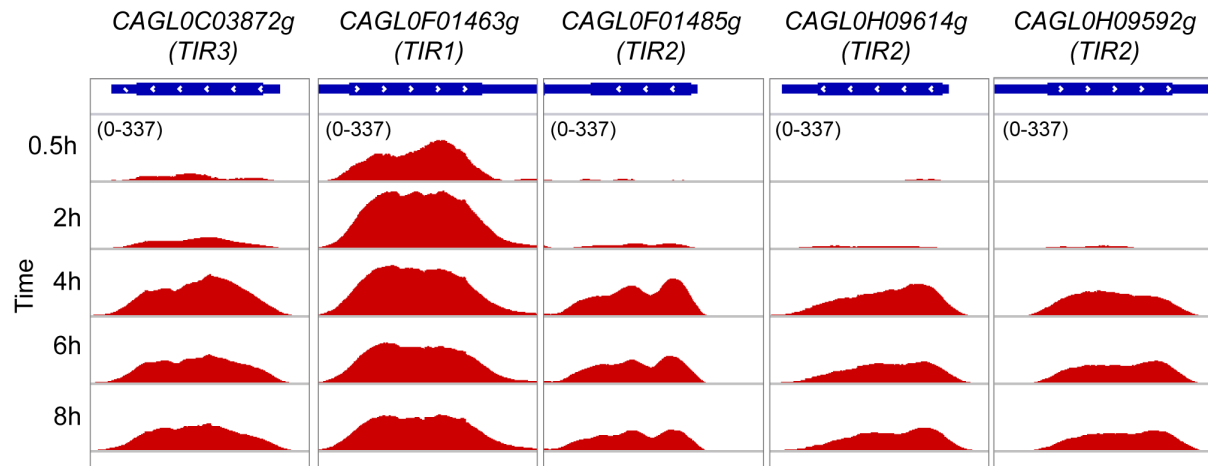 CAGL0C03872g
(TIR3)
CAGL0F01463g
(TIR1)
CAGL0F01485g
(TIR2)
CAGL0H09614g
(TIR2)
CAGL0H09592g
(TIR2)
(0-337)
(0-337)
(0-337)
(0-337)
(0-337)
Time
0.5h
2h
4h
6h
8h